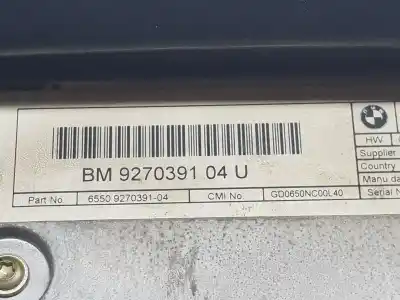 BM 9270391 04 U
Part No. 6550 9270391-04 CMI No. GD0650NC00L40
HW
Supplier
Country
Manu da
Serial N